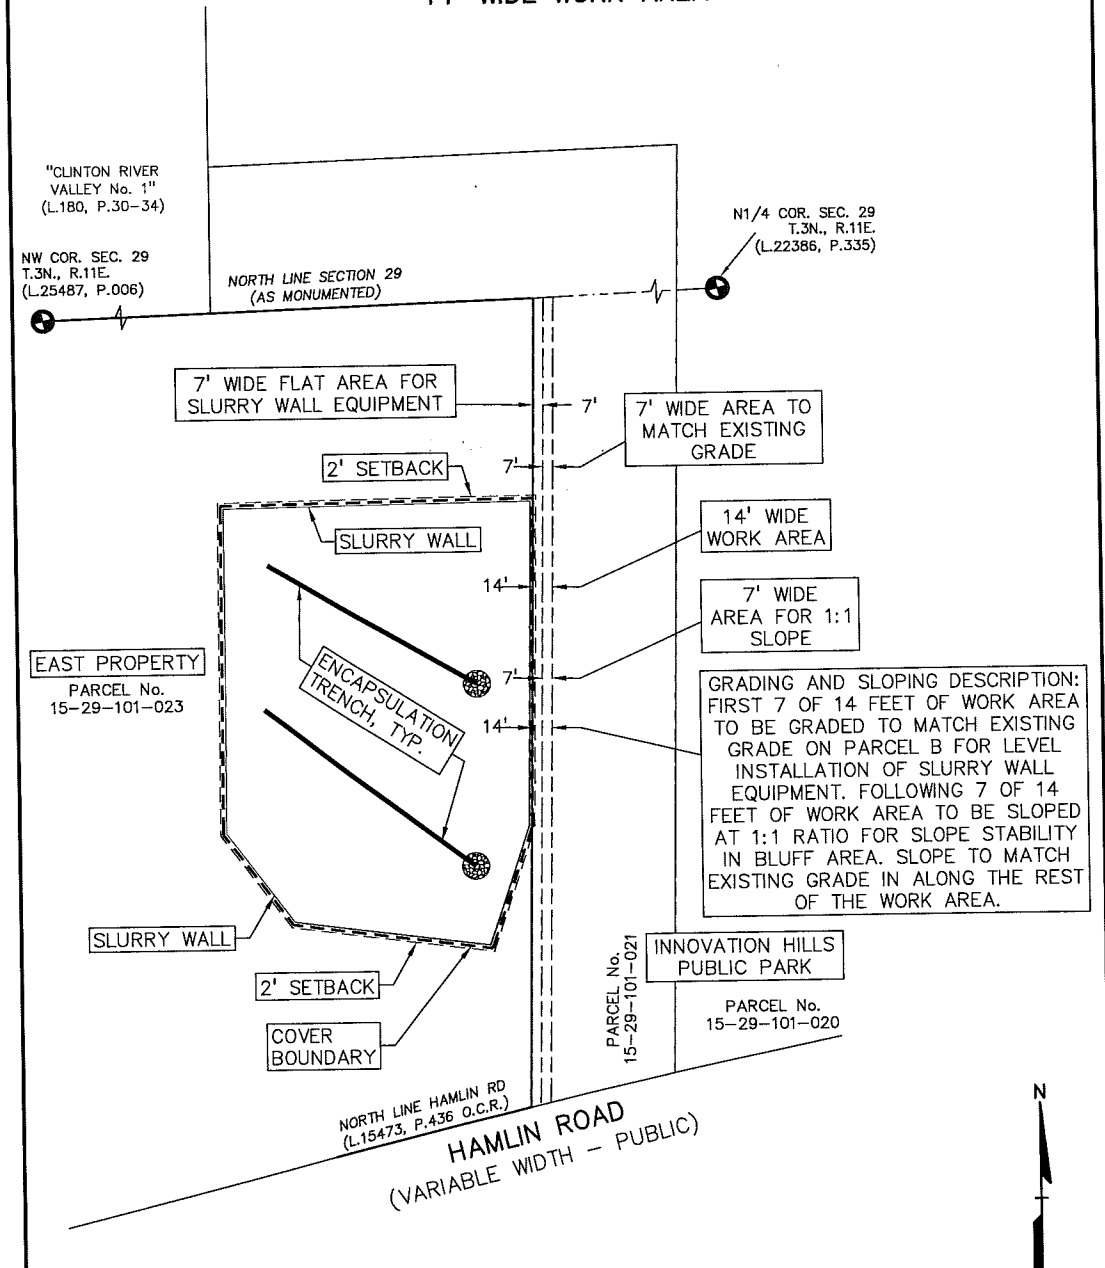 WIDE WORK AREA
"CLINTON RIVER
VALLEY No. 1"
(L.180, P.30-34)
N1/4 COR. SEC. 29
T.3N., R.11E.
(L.22386, P.335)
NW COR. SEC. 29
T.3N., R.11E.
(L.25487, P.006)
NORTH LINE SECTION 29
(AS MONUMENTED)
7' WIDE FLAT AREA FOR
SLURRY WALL EQUIPMENT
7'
7' WIDE AREA TO
MATCH EXISTING
GRADE
2' SETBACK
7'
SLURRY WALL
14' WIDE
WORK AREA
14'
7' WIDE
AREA FOR 1:1
SLOPE
EAST PROPERTY
PARCEL No.
15-29-101-023
ENCAPSULATION
TRENCH, TYP.
7'
14'
GRADING AND SLOPING DESCRIPTION:
FIRST 7 OF 14 FEET OF WORK AREA
TO BE GRADED TO MATCH EXISTING
GRADE ON PARCEL B FOR LEVEL
INSTALLATION OF SLURRY WALL
EQUIPMENT. FOLLOWING 7 OF 14
FEET OF WORK AREA TO BE SLOPED
AT 1:1 RATIO FOR SLOPE STABILITY
IN BLUFF AREA. SLOPE TO MATCH
EXISTING GRADE IN ALONG THE REST
OF THE WORK AREA.
SLURRY WALL
2' SETBACK
COVER
BOUNDARY
PARCEL No.
15-29-101-021
INNOVATION HILLS
PUBLIC PARK
PARCEL No.
15-29-101-020
NORTH LINE HAMLIN RD
(L.15473, P.436 O.C.R.)
HAMLIN ROAD
(VARIABLE WIDTH - PUBLIC)
N